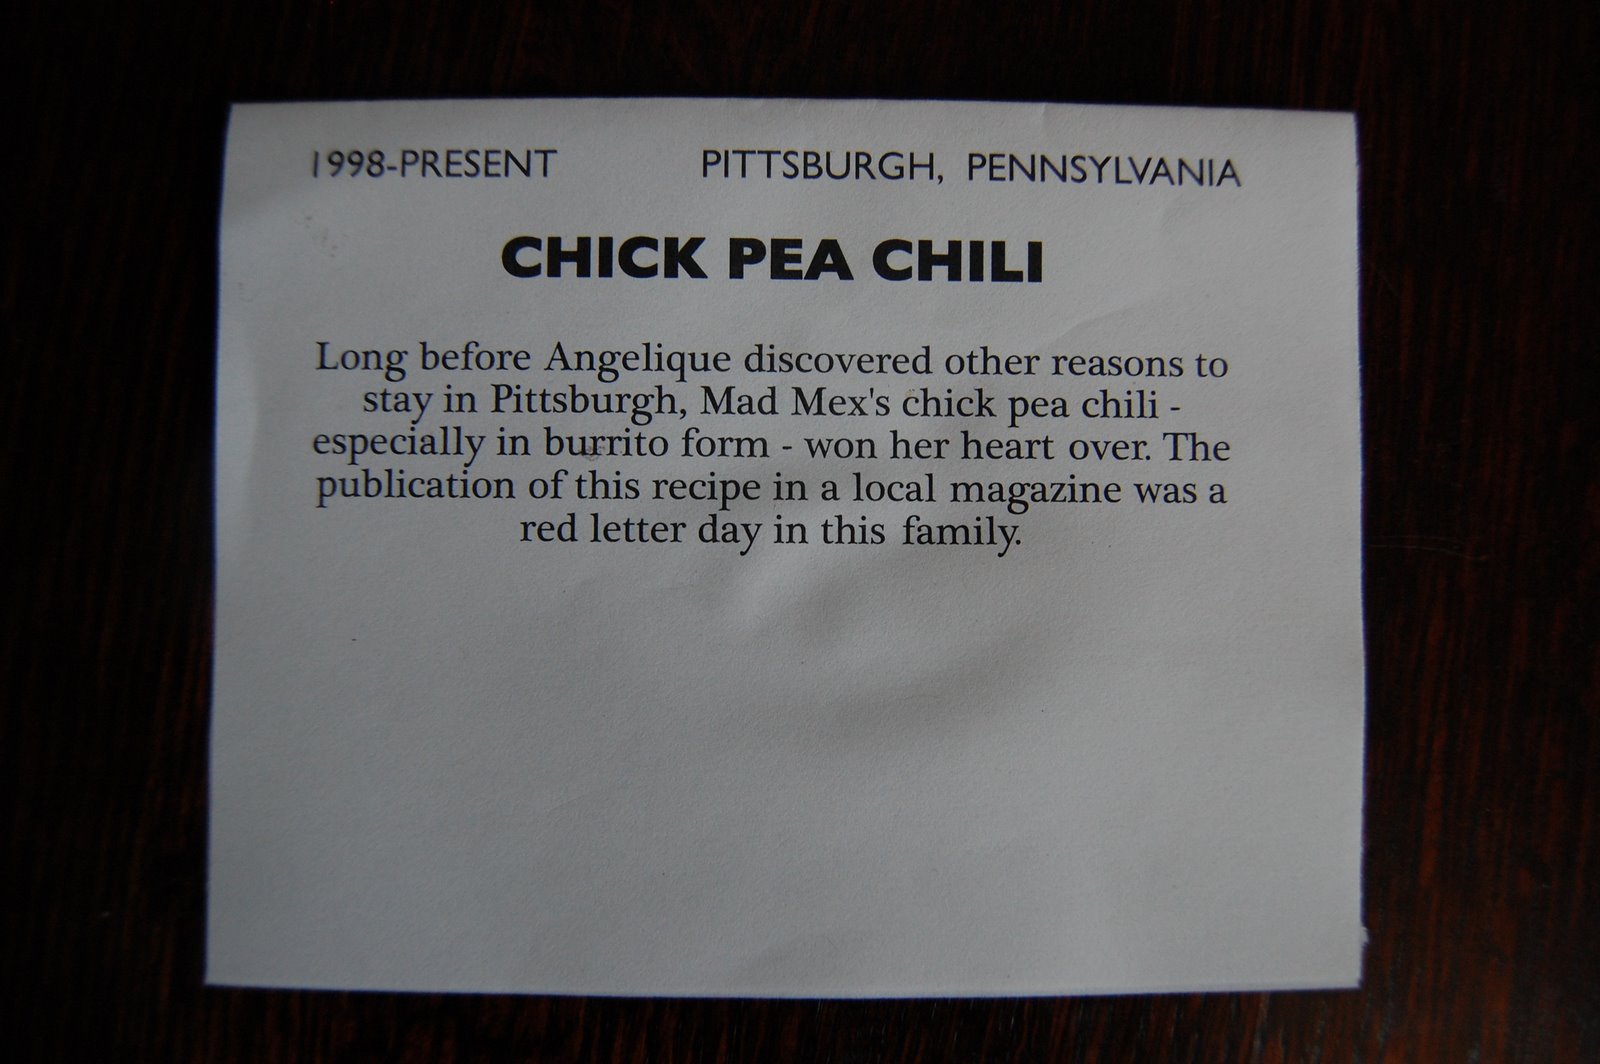 1998-PRESENT PITTSBURGH, PENNSYLVANIA
CHICK PEA CHILI
Long before Angelique discovered other reasons to
stay in Pittsburgh, Mad Mex's chick pea chili -
especially in burrito form - won her heart over. The
publication of this recipe in a local magazine was a
red letter day in this family.